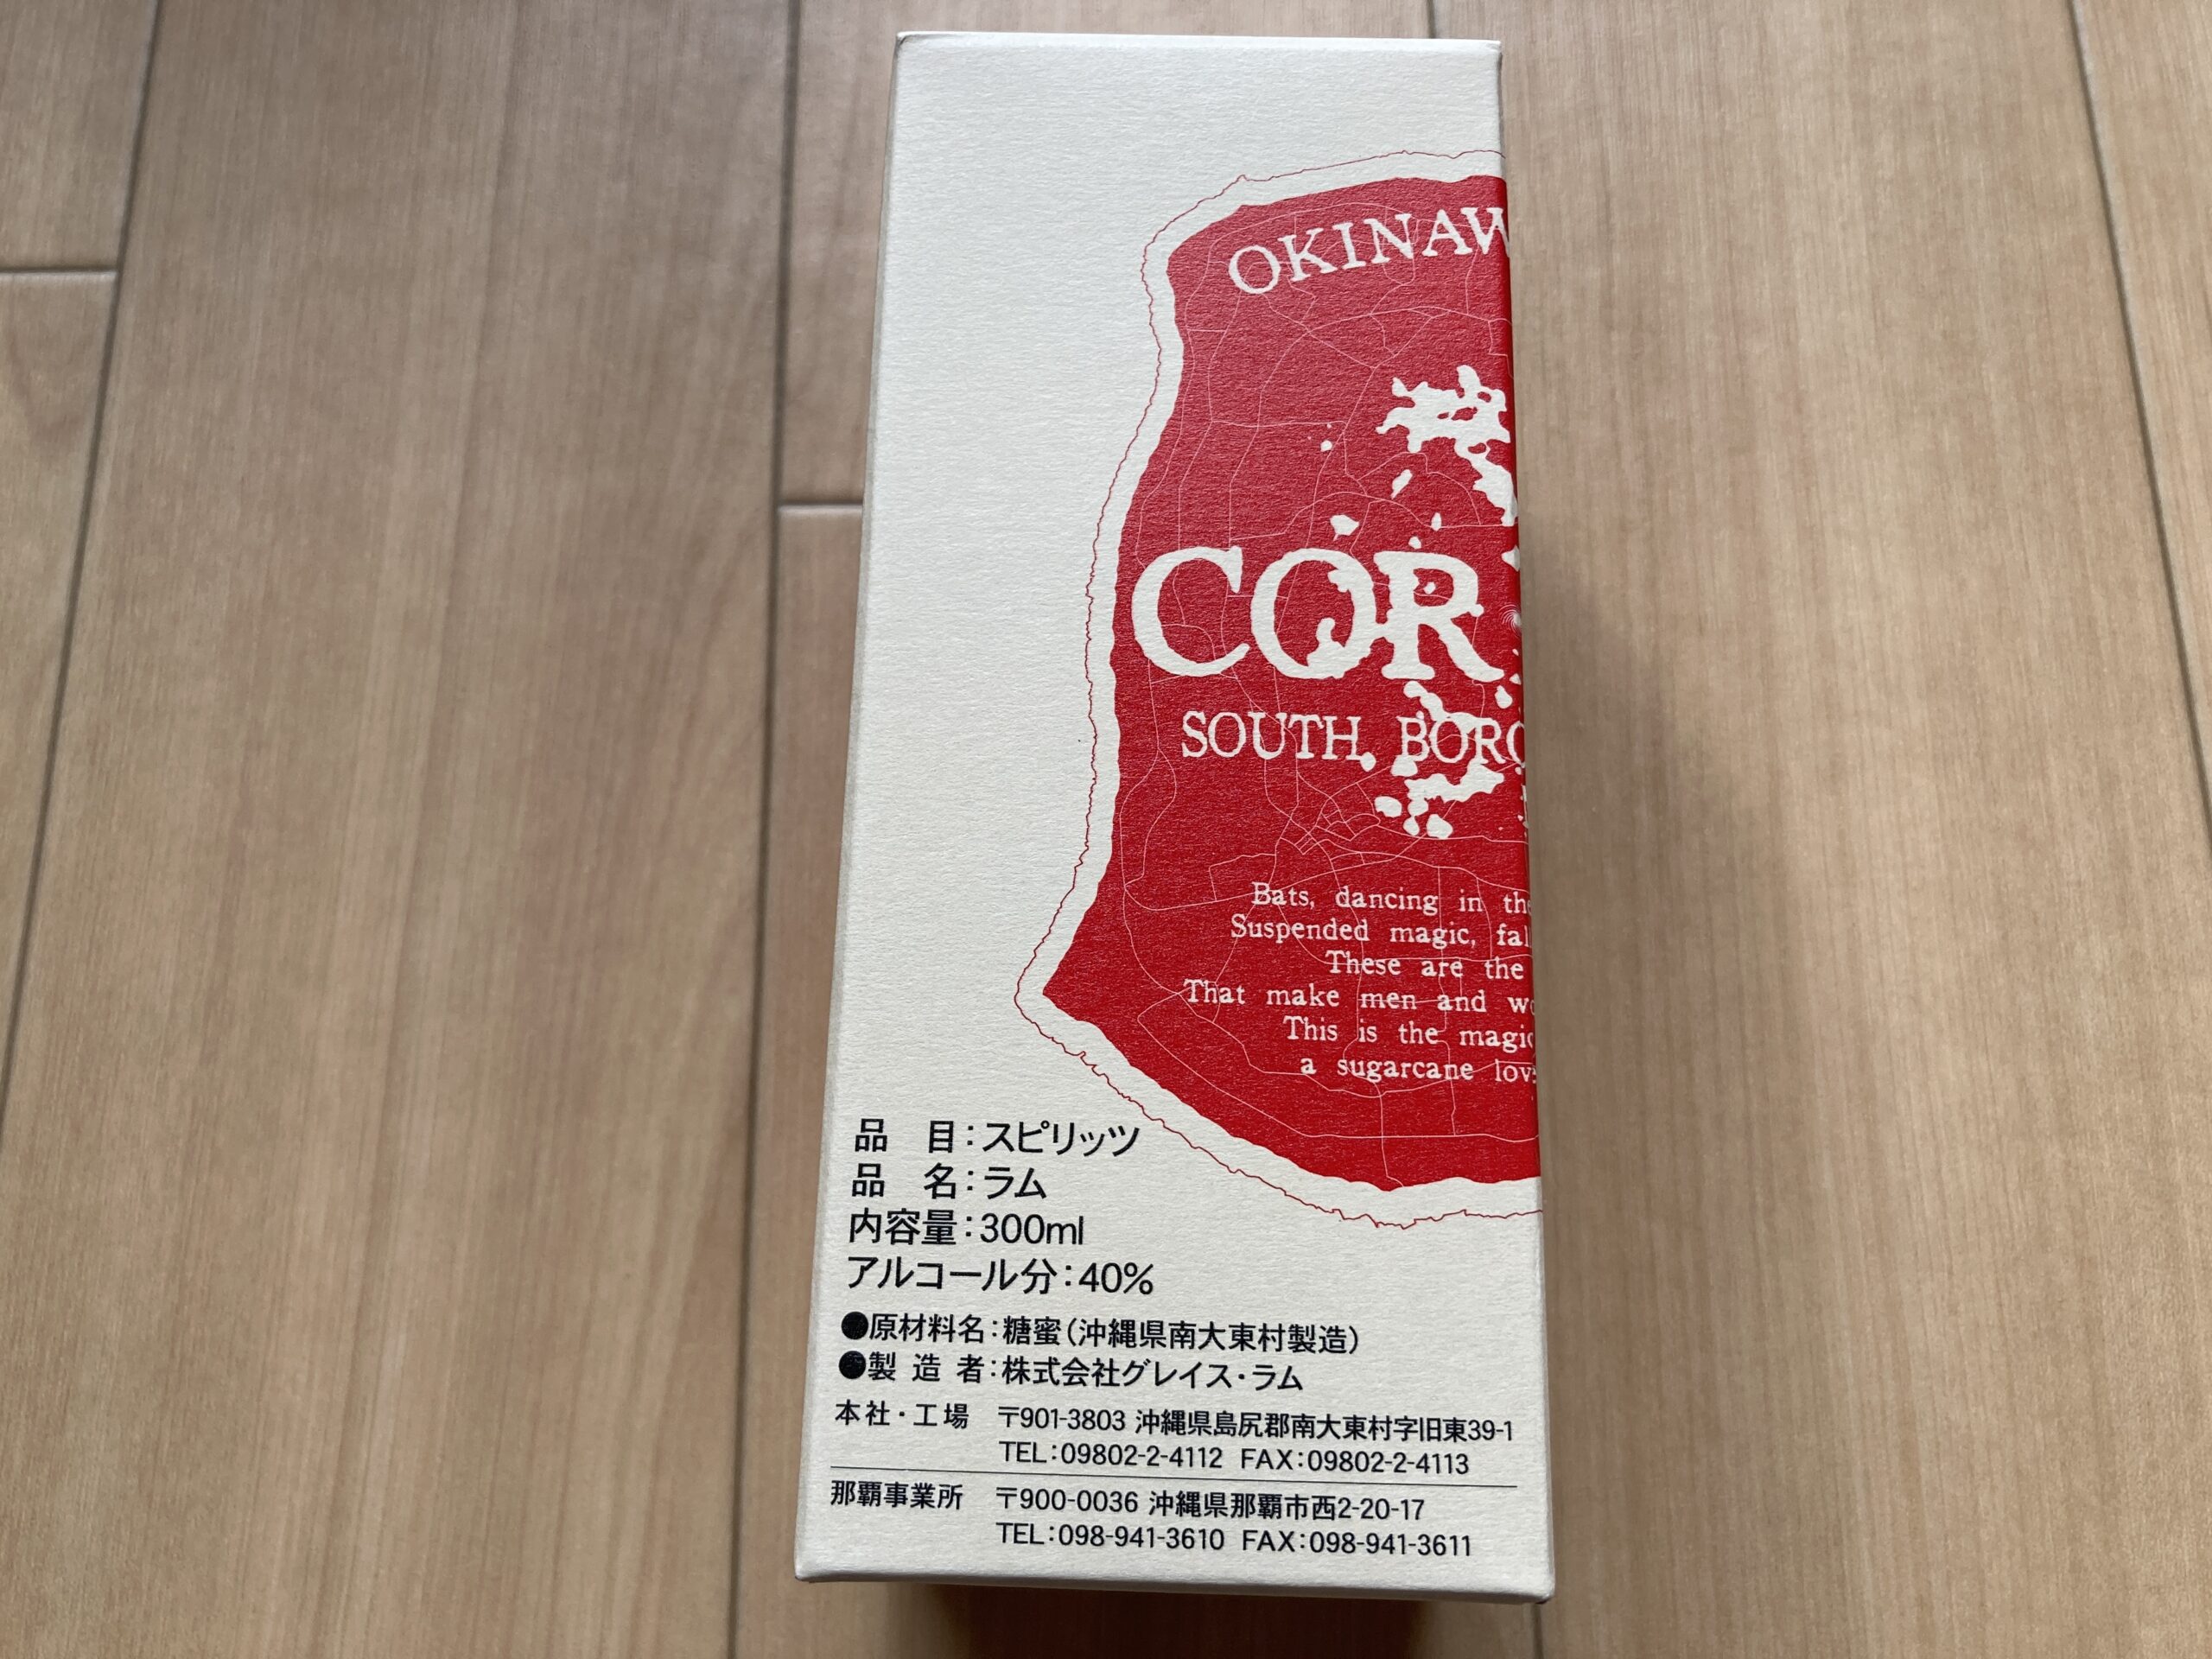 OKINAW
COR
SOUTH BORO
Bats, dancing in the
Suspended magic, fal
These are the
That make men and wo
This is the magic
a sugarcane lov
品　目：スピリッツ
品　名：ラム
内容量：300ml
アルコール分：40%
●原材料名：糖蜜（沖縄県南大東村製造）
●製 造 者：株式会社グレイス・ラム
本社・工場　〒901-3803 沖縄県島尻郡南大東村字旧東39-1
TEL：09802-2-4112 FAX：09802-2-4113
那覇事業所　〒900-0036 沖縄県那覇市西2-20-17
TEL：098-941-3610 FAX：098-941-3611